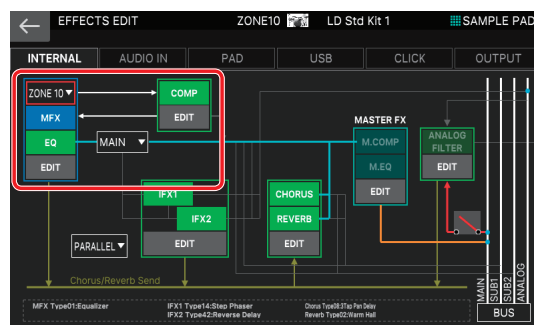 EFFECTS EDIT
ZONE10
LD Std Kit 1
SAMPLE PAD
INTERNAL
AUDIO IN
PAD
USB
CLICK
OUTPUT
ZONE 10▼
COMP
MFX
EDIT
EQ
MAIN ▼
EDIT
MASTER FX
M.COMP
M.EQ
EDIT
ANALOG
FILTER
EDIT
IFX1
IFX2
EDIT
CHORUS
REVERB
EDIT
PARALLEL▼
Chorus/Reverb Send
MAIN
SUB1
SUB2
ANALOG
BUS
MFX Type01:Equalizer
IFX1 Type14:Step Phaser
IFX2 Type42:Reverse Delay
Chorus Type08:3Tap Pan Delay
Reverb Type02:Warm Hall